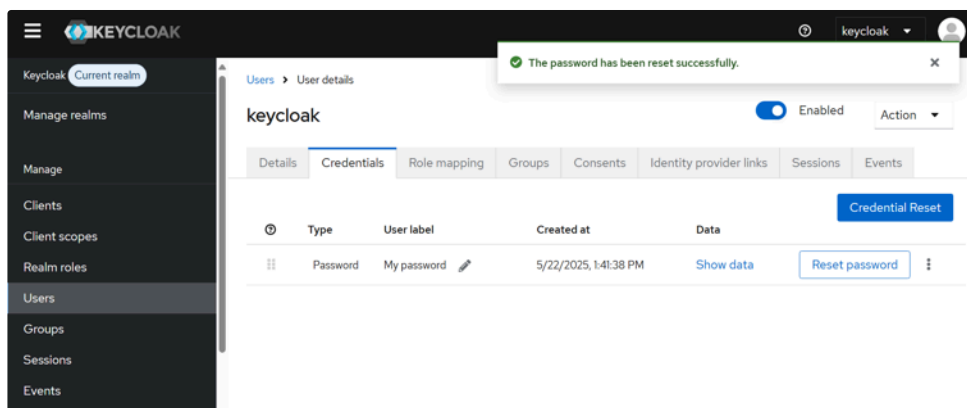 KEYCLOAK
keycloak
Keycloak Current realm
The password has been reset successfully.
Users > User details
Manage realms
keycloak
Enabled
Action
Manage
Details Credentials Role mapping Groups Consents Identity provider links Sessions Events
Clients
Credential Reset
Client scopes
Type User label Created at Data
Realm roles
Password My password 5/22/2025, 1:41:38 PM Show data Reset password
Users
Groups
Sessions
Events